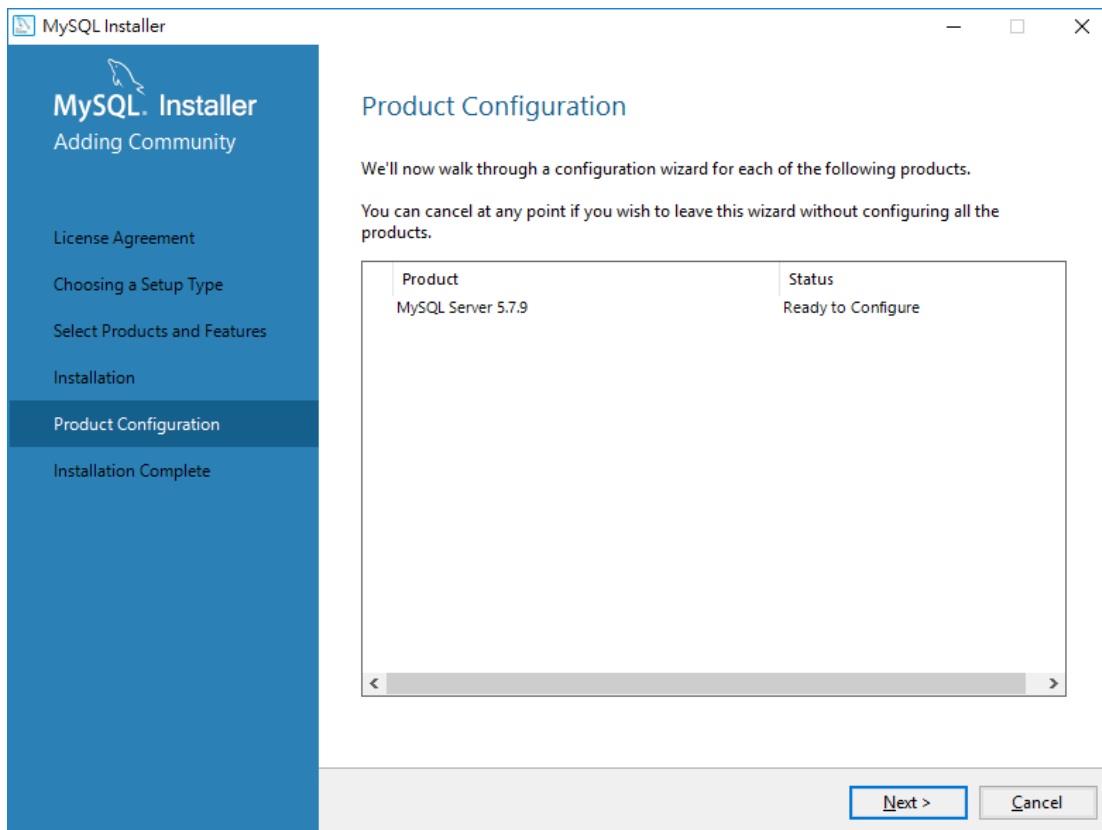 MySQL Installer
MySQL. Installer
Adding Community
License Agreement
Choosing a Setup Type
Select Products and Features
Installation
Product Configuration
Installation Complete
Product Configuration
We'll now walk through a configuration wizard for each of the following products.
You can cancel at any point if you wish to leave this wizard without configuring all the
products.
Product Status
MySQL Server 5.7.9 Ready to Configure
Next > Cancel